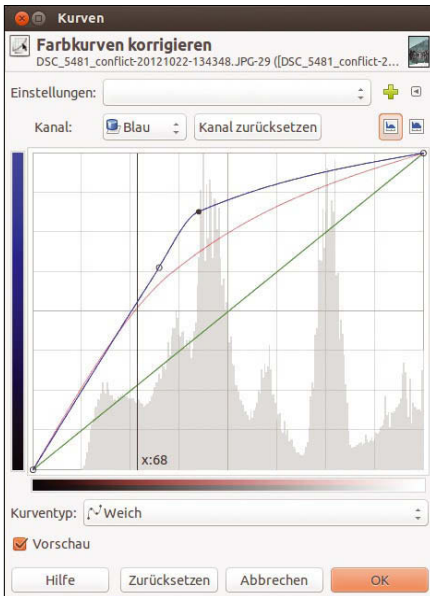 Kurven
Farbkurven korrigieren
DSC_5481_conflict-20121022-134348.JPG-29 ([DSC_5481_conflict-2...
Einstellungen:
Kanal: Blau Kanal zurücksetzen
x:68
Kurventyp: Weich
Vorschau
Hilfe Zurücksetzen Abbrechen OK